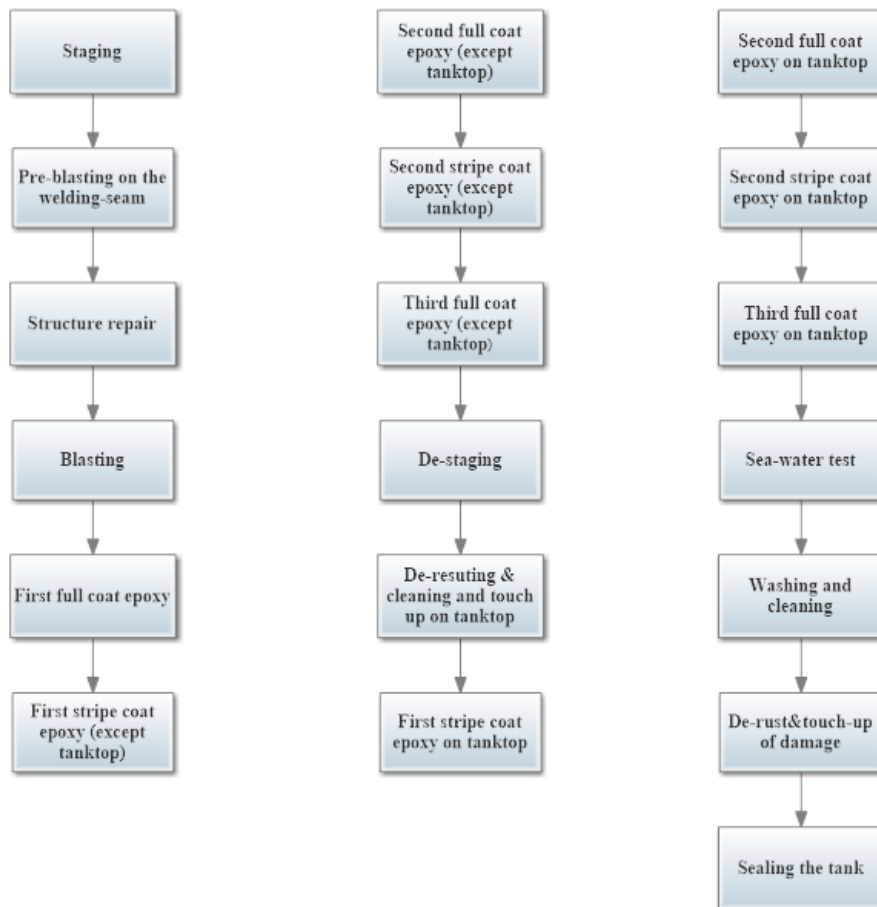 Staging
Pre-blasting on the
welding-seam
Structure repair
Blasting
First full coat epoxy
First stripe coat
epoxy (except
tanktop)
Second full coat
epoxy (except
tanktop)
Second stripe coat
epoxy (except
tanktop)
Third full coat
epoxy (except
tanktop)
De-staging
De-resuting &
cleaning and touch
up on tanktop
First stripe coat
epoxy on tanktop
Second full coat
epoxy on tanktop
Second stripe coat
epoxy on tanktop
Third full coat
epoxy on tanktop
Sea-water test
Washing and
cleaning
De-rust&touch-up
of damage
Sealing the tank